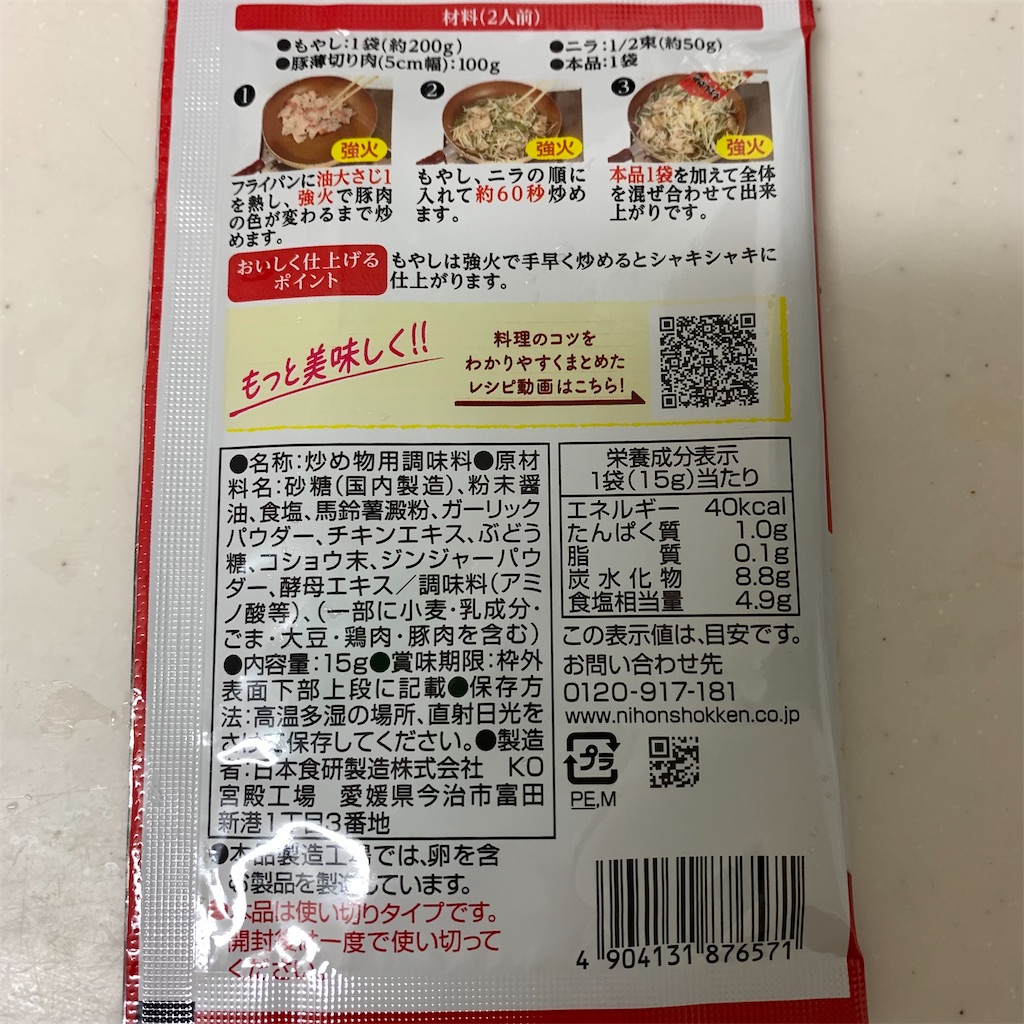 材料(2人前)
●もやし:1袋(約200g)
●ニラ:1/2束(約50g)
●豚薄切り肉(5cm幅):100g
●本品:1袋
❶
強火
フライパンに油大さじ1
を熱し、強火で豚肉
の色が変わるまで炒
めます。
❷
強火
もやし、ニラの順に
入れて約60秒炒め
ます。
❸
強火
本品1袋を加えて全体
を混ぜ合わせて出来
上がりです。
おいしく仕上げる
ポイント
もやしは強火で手早く炒めるとシャキシャキに
仕上がります。
もっと美味しく!!
料理のコツを
わかりやすくまとめた
レシピ動画はこちら!
●名称:炒め物用調味料●原材
料名:砂糖(国内製造)、粉末醤
油、食塩、馬鈴薯澱粉、ガーリック
パウダー、チキンエキス、ぶどう
糖、コショウ末、ジンジャーパウ
ダー、酵母エキス/調味料(アミ
ノ酸等)、(一部に小麦・乳成分・
ごま・大豆・鶏肉・豚肉を含む)
●内容量:15g●賞味期限:枠外
表面下部上段に記載●保存方
法:高温多湿の場所、直射日光を
さけて保存してください。●製造
者:日本食研製造株式会社 KO
宮殿工場 愛媛県今治市富田
新港1丁目3番地
栄養成分表示
1袋(15g)当たり
エネルギー 40kcal
たんぱく質 1.0g
脂質 0.1g
炭水化物 8.8g
食塩相当量 4.9g
この表示値は、目安です。
お問い合わせ先
0120-917-181
www.nihonshokken.co.jp
プラ
PE,M
●本品製造工場では、卵を含
む製品を製造しています。
本品は使い切りタイプです。
開封後は一度で使い切って
ください。
4 904131 876571